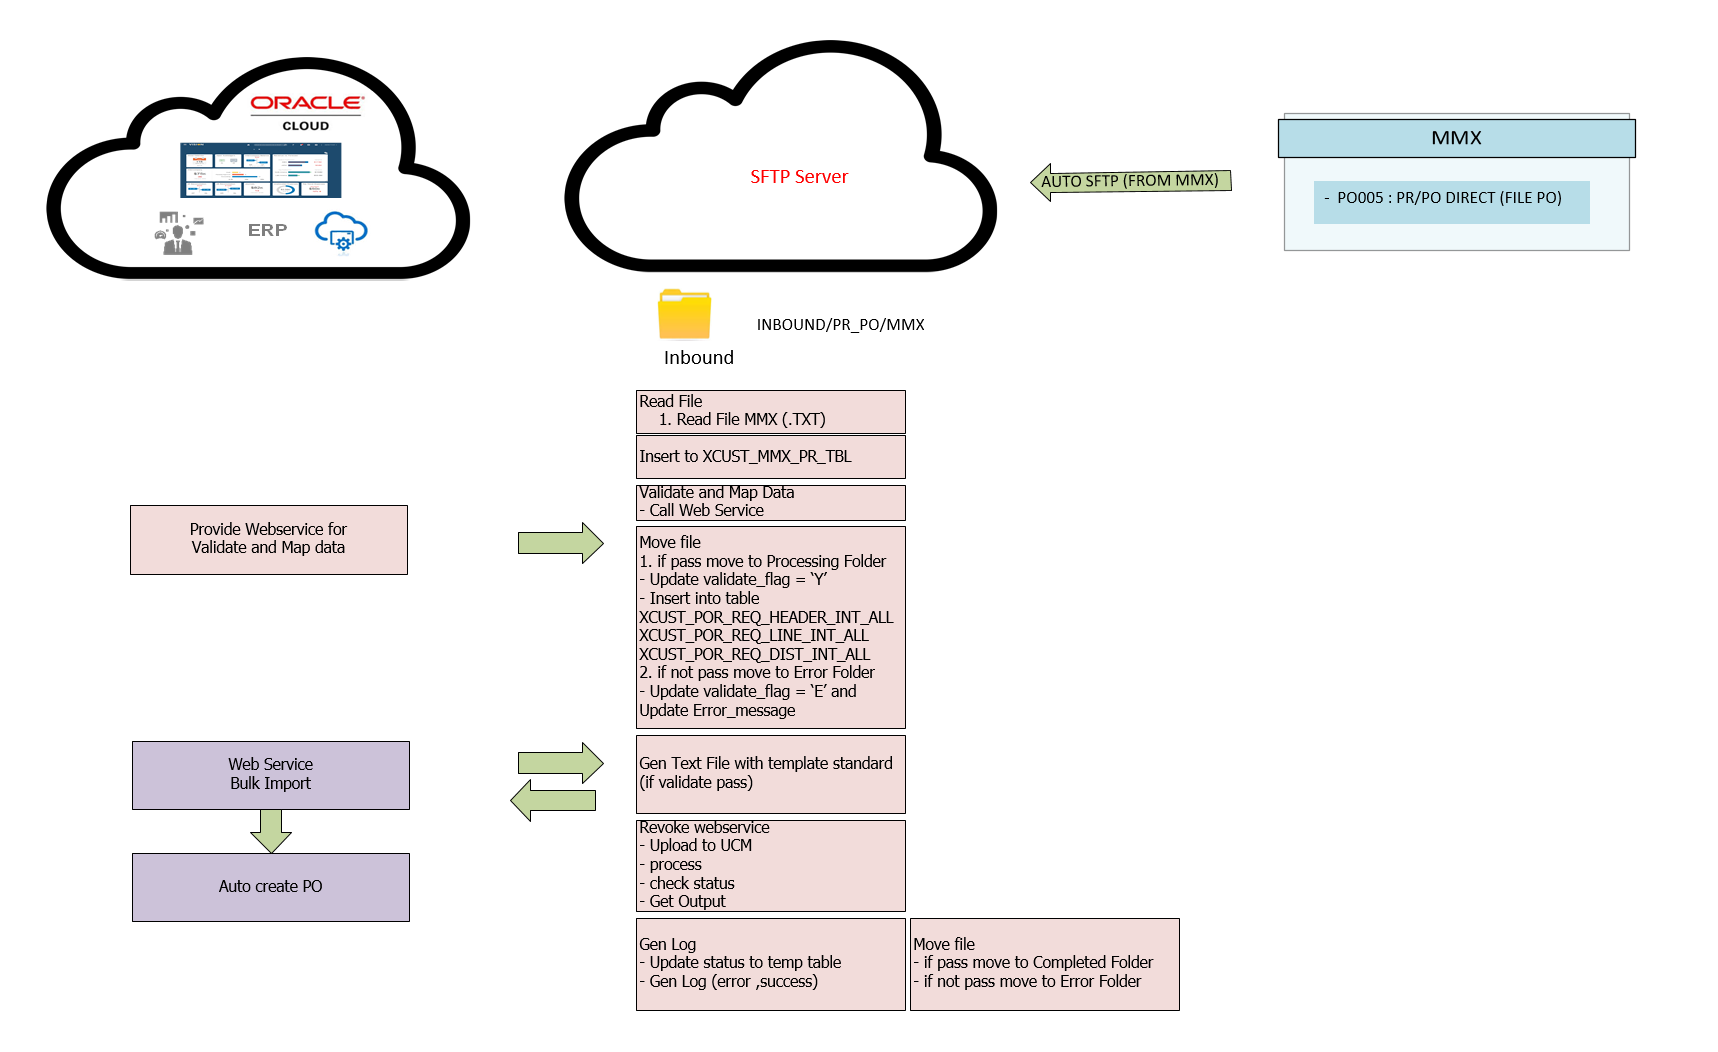 ORACLE
CLOUD
ERP
SFTP Server
AUTO SFTP (FROM MMX)
MMX
- PO005 : PR/PO DIRECT (FILE PO)
INBOUND/PR_PO/MMX
Inbound
Read File
1. Read File MMX (.TXT)
Insert to XCUST_MMX_PR_TBL
Validate and Map Data
- Call Web Service
Provide Webservice for
Validate and Map data
Move file
1. if pass move to Processing Folder
- Update validate_flag = ‘Y’
- Insert into table
XCUST_POR_REQ_HEADER_INT_ALL
XCUST_POR_REQ_LINE_INT_ALL
XCUST_POR_REQ_DIST_INT_ALL
2. if not pass move to Error Folder
- Update validate_flag = ‘E’ and
Update Error_message
Web Service
Bulk Import
Gen Text File with template standard
(if validate pass)
Auto create PO
Revoke webservice
- Upload to UCM
- process
- check status
- Get Output
Gen Log
- Update status to temp table
- Gen Log (error ,success)
Move file
- if pass move to Completed Folder
- if not pass move to Error Folder